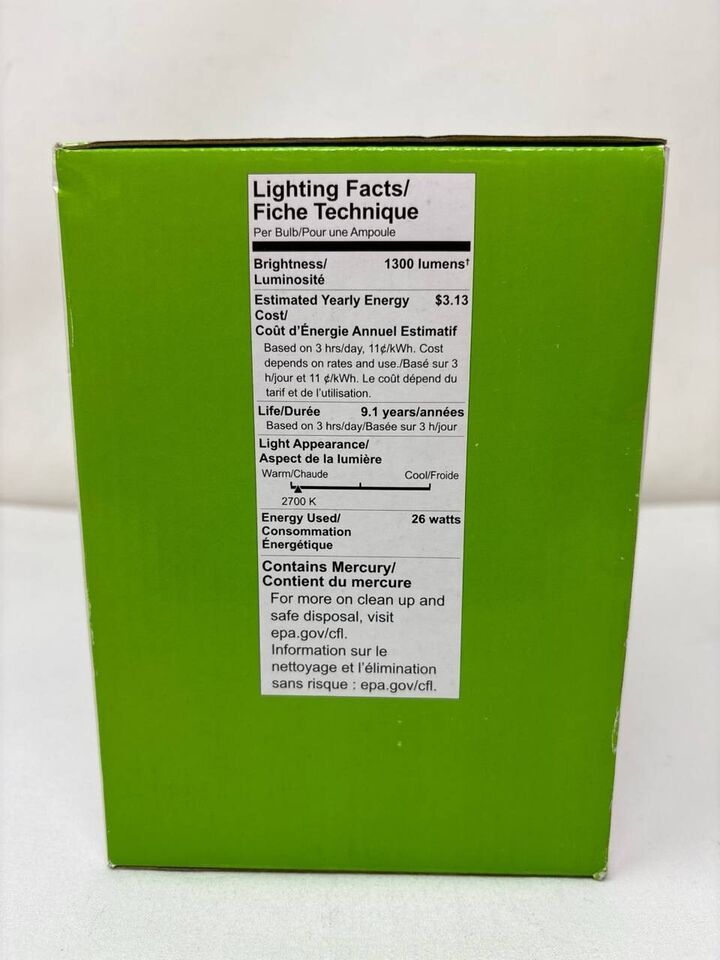 Lighting Facts/
Fiche Technique
Per Bulb/Pour une Ampoule
Brightness/ 1300 lumens†
Luminosité
Estimated Yearly Energy $3.13
Cost/
Coût d'Énergie Annuel Estimatif
Based on 3 hrs/day, 11¢/kWh. Cost
depends on rates and use./Basé sur 3
h/jour et 11 ¢/kWh. Le coût dépend du
tarif et de l'utilisation.
Life/Durée 9.1 years/années
Based on 3 hrs/day/Basée sur 3 h/jour
Light Appearance/
Aspect de la lumière
Warm/Chaude Cool/Froide
2700 K
Energy Used/ 26 watts
Consommation
Énergétique
Contains Mercury/
Contient du mercure
For more on clean up and
safe disposal, visit
epa.gov/cfl.
Information sur le
nettoyage et l'élimination
sans risque : epa.gov/cfl.